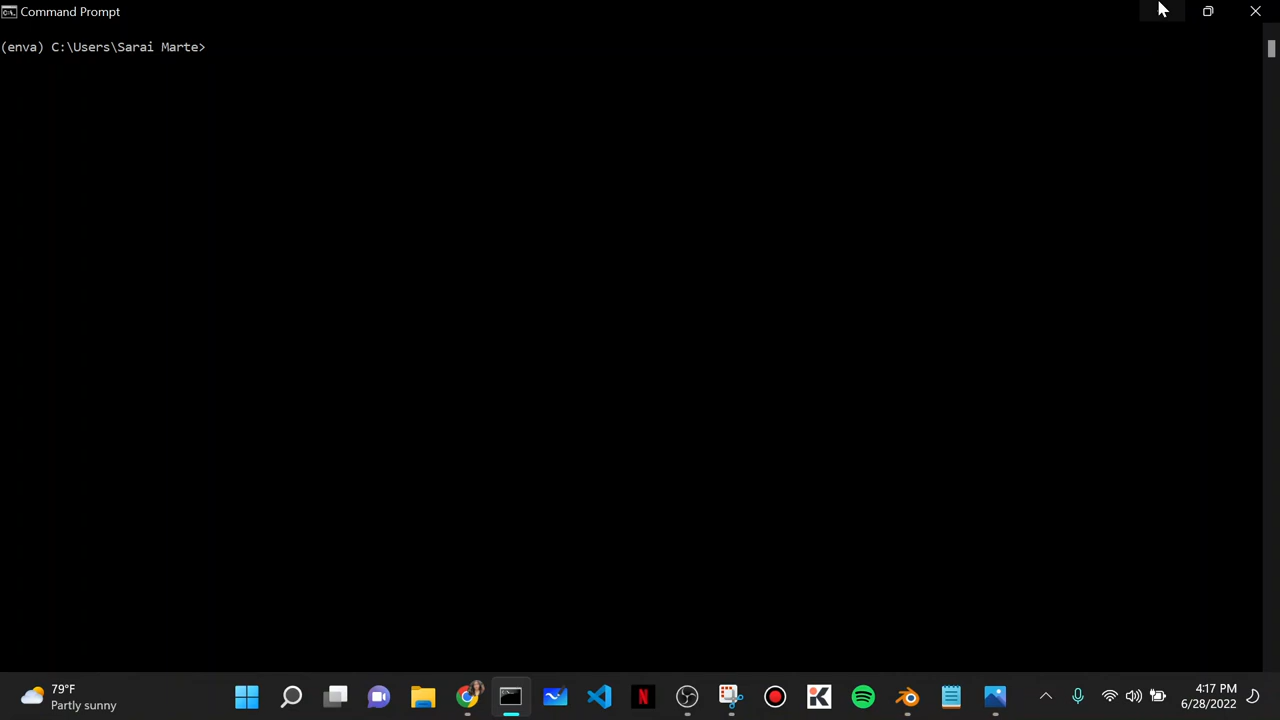 Command Prompt
(enva) C:\Users\Sarai Marte>
79°F
Partly sunny
4:17 PM
6/28/2022